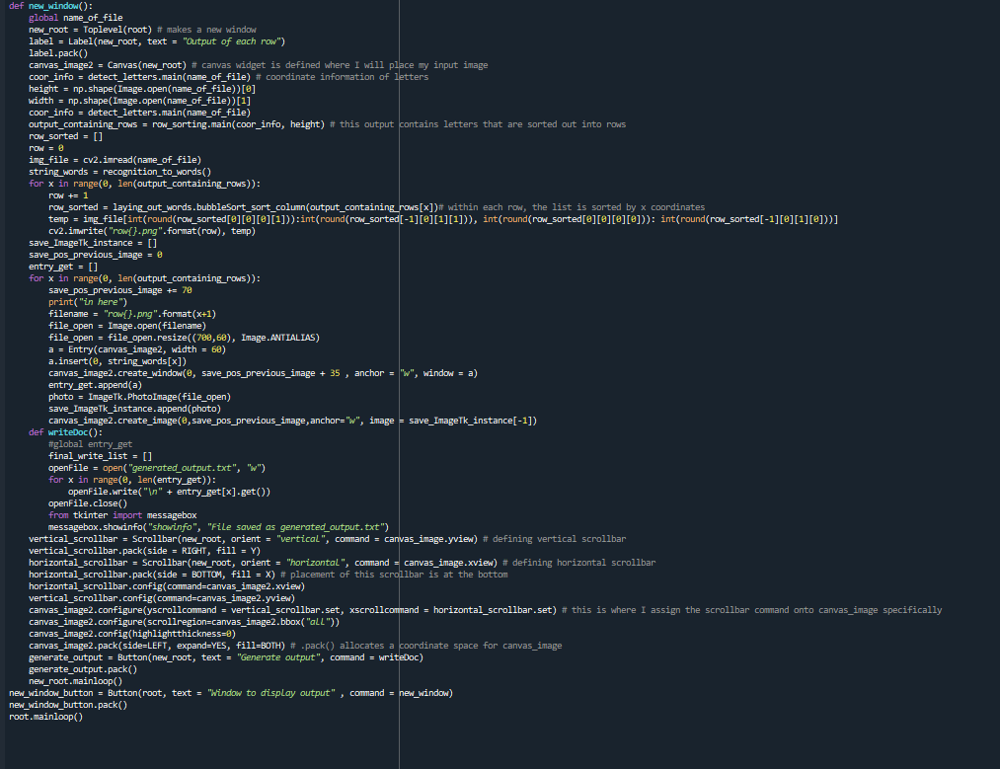 def new_window():
    global name_of_file
    new_root = Toplevel(root) # makes a new window
    label = Label(new_root, text = "Output of each row")
    label.pack()
    canvas_image2 = Canvas(new_root) # canvas widget is defined where I will place my input image
    coor_info = detect_letters.main(name_of_file) # coordinate information of letters
    height = np.shape(Image.open(name_of_file))[0]
    width = np.shape(Image.open(name_of_file))[1]
    coor_info = detect_letters.main(name_of_file)
    output_containing_rows = row_sorting.main(coor_info, height) # this output contains letters that are sorted out into rows
    row_sorted = []
    row = 0
    img_file = cv2.imread(name_of_file)
    string_words = recognition_to_words()
    for x in range(0, len(output_containing_rows)):
        row += 1
        row_sorted = laying_out_words.bubbleSort_sort_column(output_containing_rows[x])# within each row, the list is sorted by x coordinates
        temp = img_file[int(round(row_sorted[0][0][0][1])):int(round(row_sorted[-1][0][1][1])), int(round(row_sorted[0][0][0][0])): int(round(row_sorted[-1][0][1][0]))]
        cv2.imwrite("row{}.png".format(row), temp)
    save_ImageTk_instance = []
    save_pos_previous_image = 0
    entry_get = []
    for x in range(0, len(output_containing_rows)):
        save_pos_previous_image += 70
        print("in here")
        filename = "row{}.png".format(x+1)
        file_open = Image.open(filename)
        file_open = file_open.resize((700,60), Image.ANTIALIAS)
        a = Entry(canvas_image2, width = 60)
        a.insert(0, string_words[x])
        canvas_image2.create_window(0, save_pos_previous_image + 35 , anchor = "w", window = a)
        entry_get.append(a)
        photo = ImageTk.PhotoImage(file_open)
        save_ImageTk_instance.append(photo)
        canvas_image2.create_image(0,save_pos_previous_image,anchor="w", image = save_ImageTk_instance[-1])
    def writeDoc():
        #global entry_get
        final_write_list = []
        openFile = open("generated_output.txt", "w")
        for x in range(0, len(entry_get)):
            openFile.write("\n" + entry_get[x].get())
        openFile.close()
        from tkinter import messagebox
        messagebox.showinfo("showinfo", "File saved as generated_output.txt")
    vertical_scrollbar = Scrollbar(new_root, orient = "vertical", command = canvas_image.yview) # defining vertical scrollbar
    vertical_scrollbar.pack(side = RIGHT, fill = Y)
    horizontal_scrollbar = Scrollbar(new_root, orient = "horizontal", command = canvas_image.xview) # defining horizontal scrollbar
    horizontal_scrollbar.pack(side = BOTTOM, fill = X) # placement of this scrollbar is at the bottom
    horizontal_scrollbar.config(command=canvas_image2.xview)
    vertical_scrollbar.config(command=canvas_image2.yview)
    canvas_image2.configure(yscrollcommand = vertical_scrollbar.set, xscrollcommand = horizontal_scrollbar.set) # this is where I assign the scrollbar command onto canvas_image specifically
    canvas_image2.configure(scrollregion=canvas_image2.bbox("all"))
    canvas_image2.config(highlightthickness=0)
    canvas_image2.pack(side=LEFT, expand=YES, fill=BOTH) # .pack() allocates a coordinate space for canvas_image
    generate_output = Button(new_root, text = "Generate output", command = writeDoc)
    generate_output.pack()
    new_root.mainloop()
new_window_button = Button(root, text = "Window to display output" , command = new_window)
new_window_button.pack()
root.mainloop()